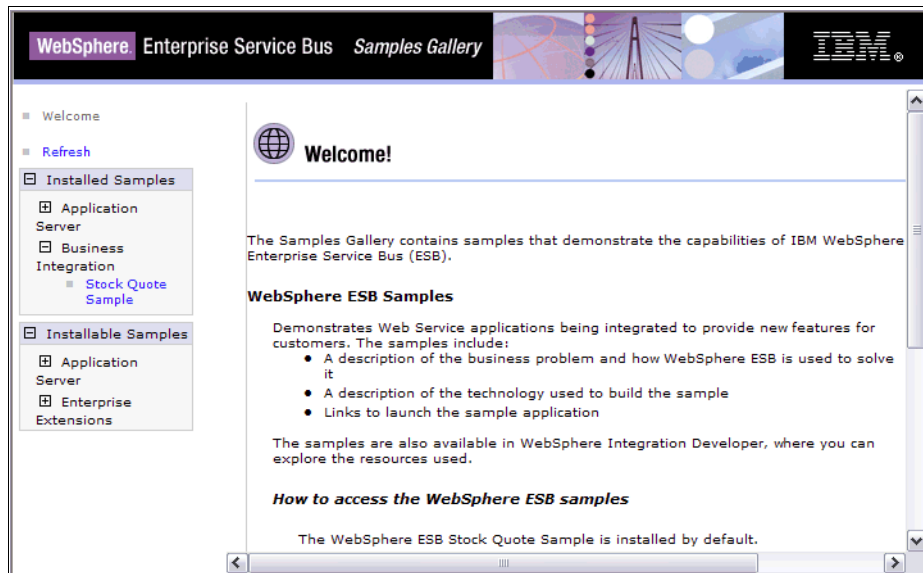 WebSphere. Enterprise Service Bus Samples Gallery
IBM®
Welcome
Refresh
Installed Samples
Application
Server
Business
Integration
Stock Quote
Sample
Installable Samples
Application
Server
Enterprise
Extensions
Welcome!
The Samples Gallery contains samples that demonstrate the capabilities of IBM WebSphere
Enterprise Service Bus (ESB).
WebSphere ESB Samples
Demonstrates Web Service applications being integrated to provide new features for
customers. The samples include:
● A description of the business problem and how WebSphere ESB is used to solve
it
● A description of the technology used to build the sample
● Links to launch the sample application
The samples are also available in WebSphere Integration Developer, where you can
explore the resources used.
How to access the WebSphere ESB samples
The WebSphere ESB Stock Quote Sample is installed by default.